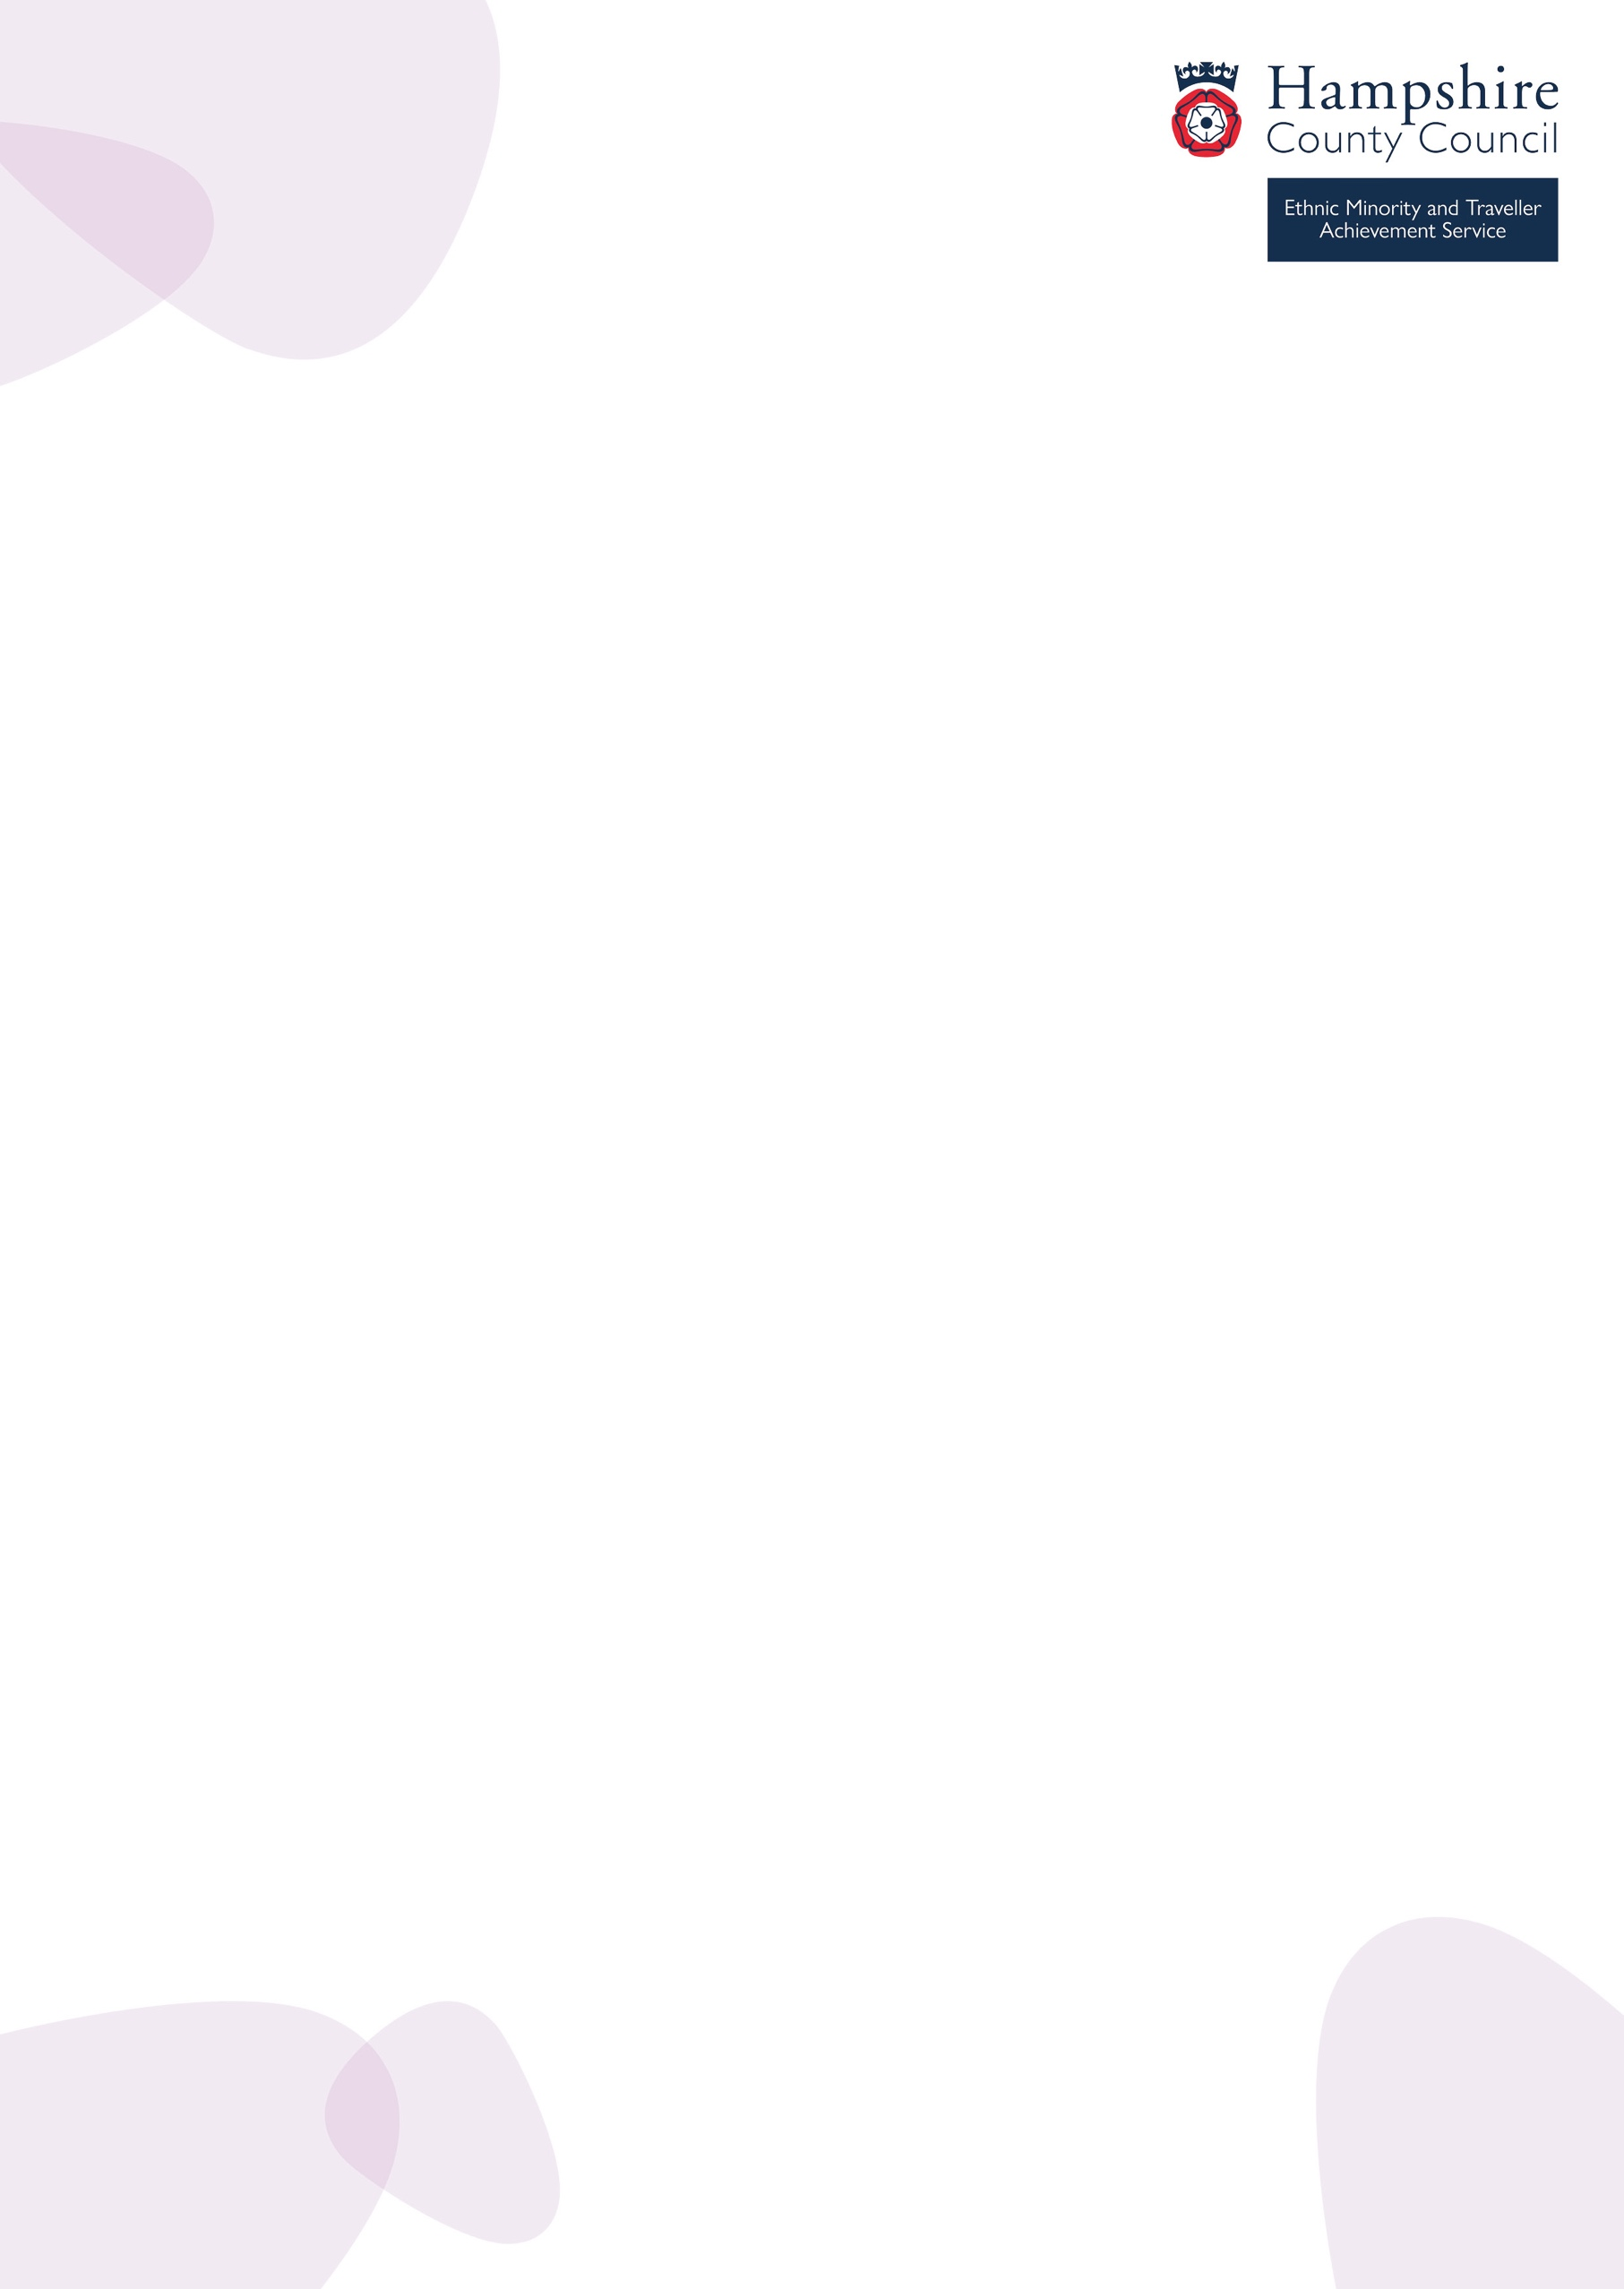 Hampshire
County Council
Ethnic Minority and Traveller
Achievement Service